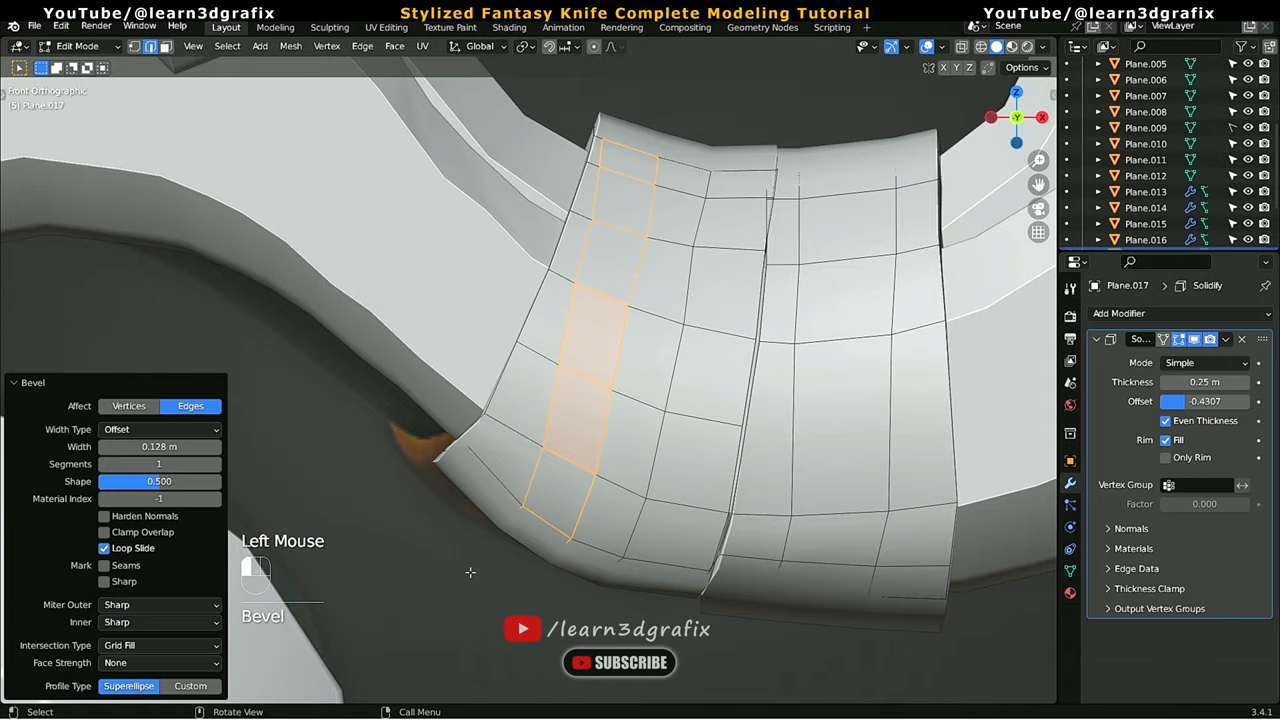 YouTube/@learn3dgrafix
Stylized Fantasy Knife Complete Modeling Tutorial
YouTube/@learn3dgrafix
File Edit Render Window Help
Layout Modeling Sculpting UV Editing Texture Paint Shading Animation Rendering Compositing Geometry Nodes Scripting
Scene
ViewLayer
Edit Mode View Select Add Mesh Vertex Edge Face UV Global
X Y Z Options
Front Orthographic
(5) Plane.017
Z
-Y X
Plane.005
Plane.006
Plane.007
Plane.008
Plane.009
Plane.010
Plane.011
Plane.012
Plane.013
Plane.014
Plane.015
Plane.016
Plane.017 > Solidify
Add Modifier
So...
Mode Simple
Thickness 0.25 m
Offset -0.4307
Even Thickness
Rim Fill
Only Rim
Vertex Group
Factor 0.000
Normals
Materials
Edge Data
Thickness Clamp
Output Vertex Groups
Bevel
Affect Vertices Edges
Width Type Offset
Width 0.128 m
Segments 1
Shape 0.500
Material Index -1
Harden Normals
Clamp Overlap
Loop Slide
Mark Seams
Sharp
Miter Outer Sharp
Inner Sharp
Intersection Type Grid Fill
Face Strength None
Profile Type Superellipse Custom
Left Mouse
Bevel
/learn3dgrafix
SUBSCRIBE
Select Rotate View Call Menu 3.4.1